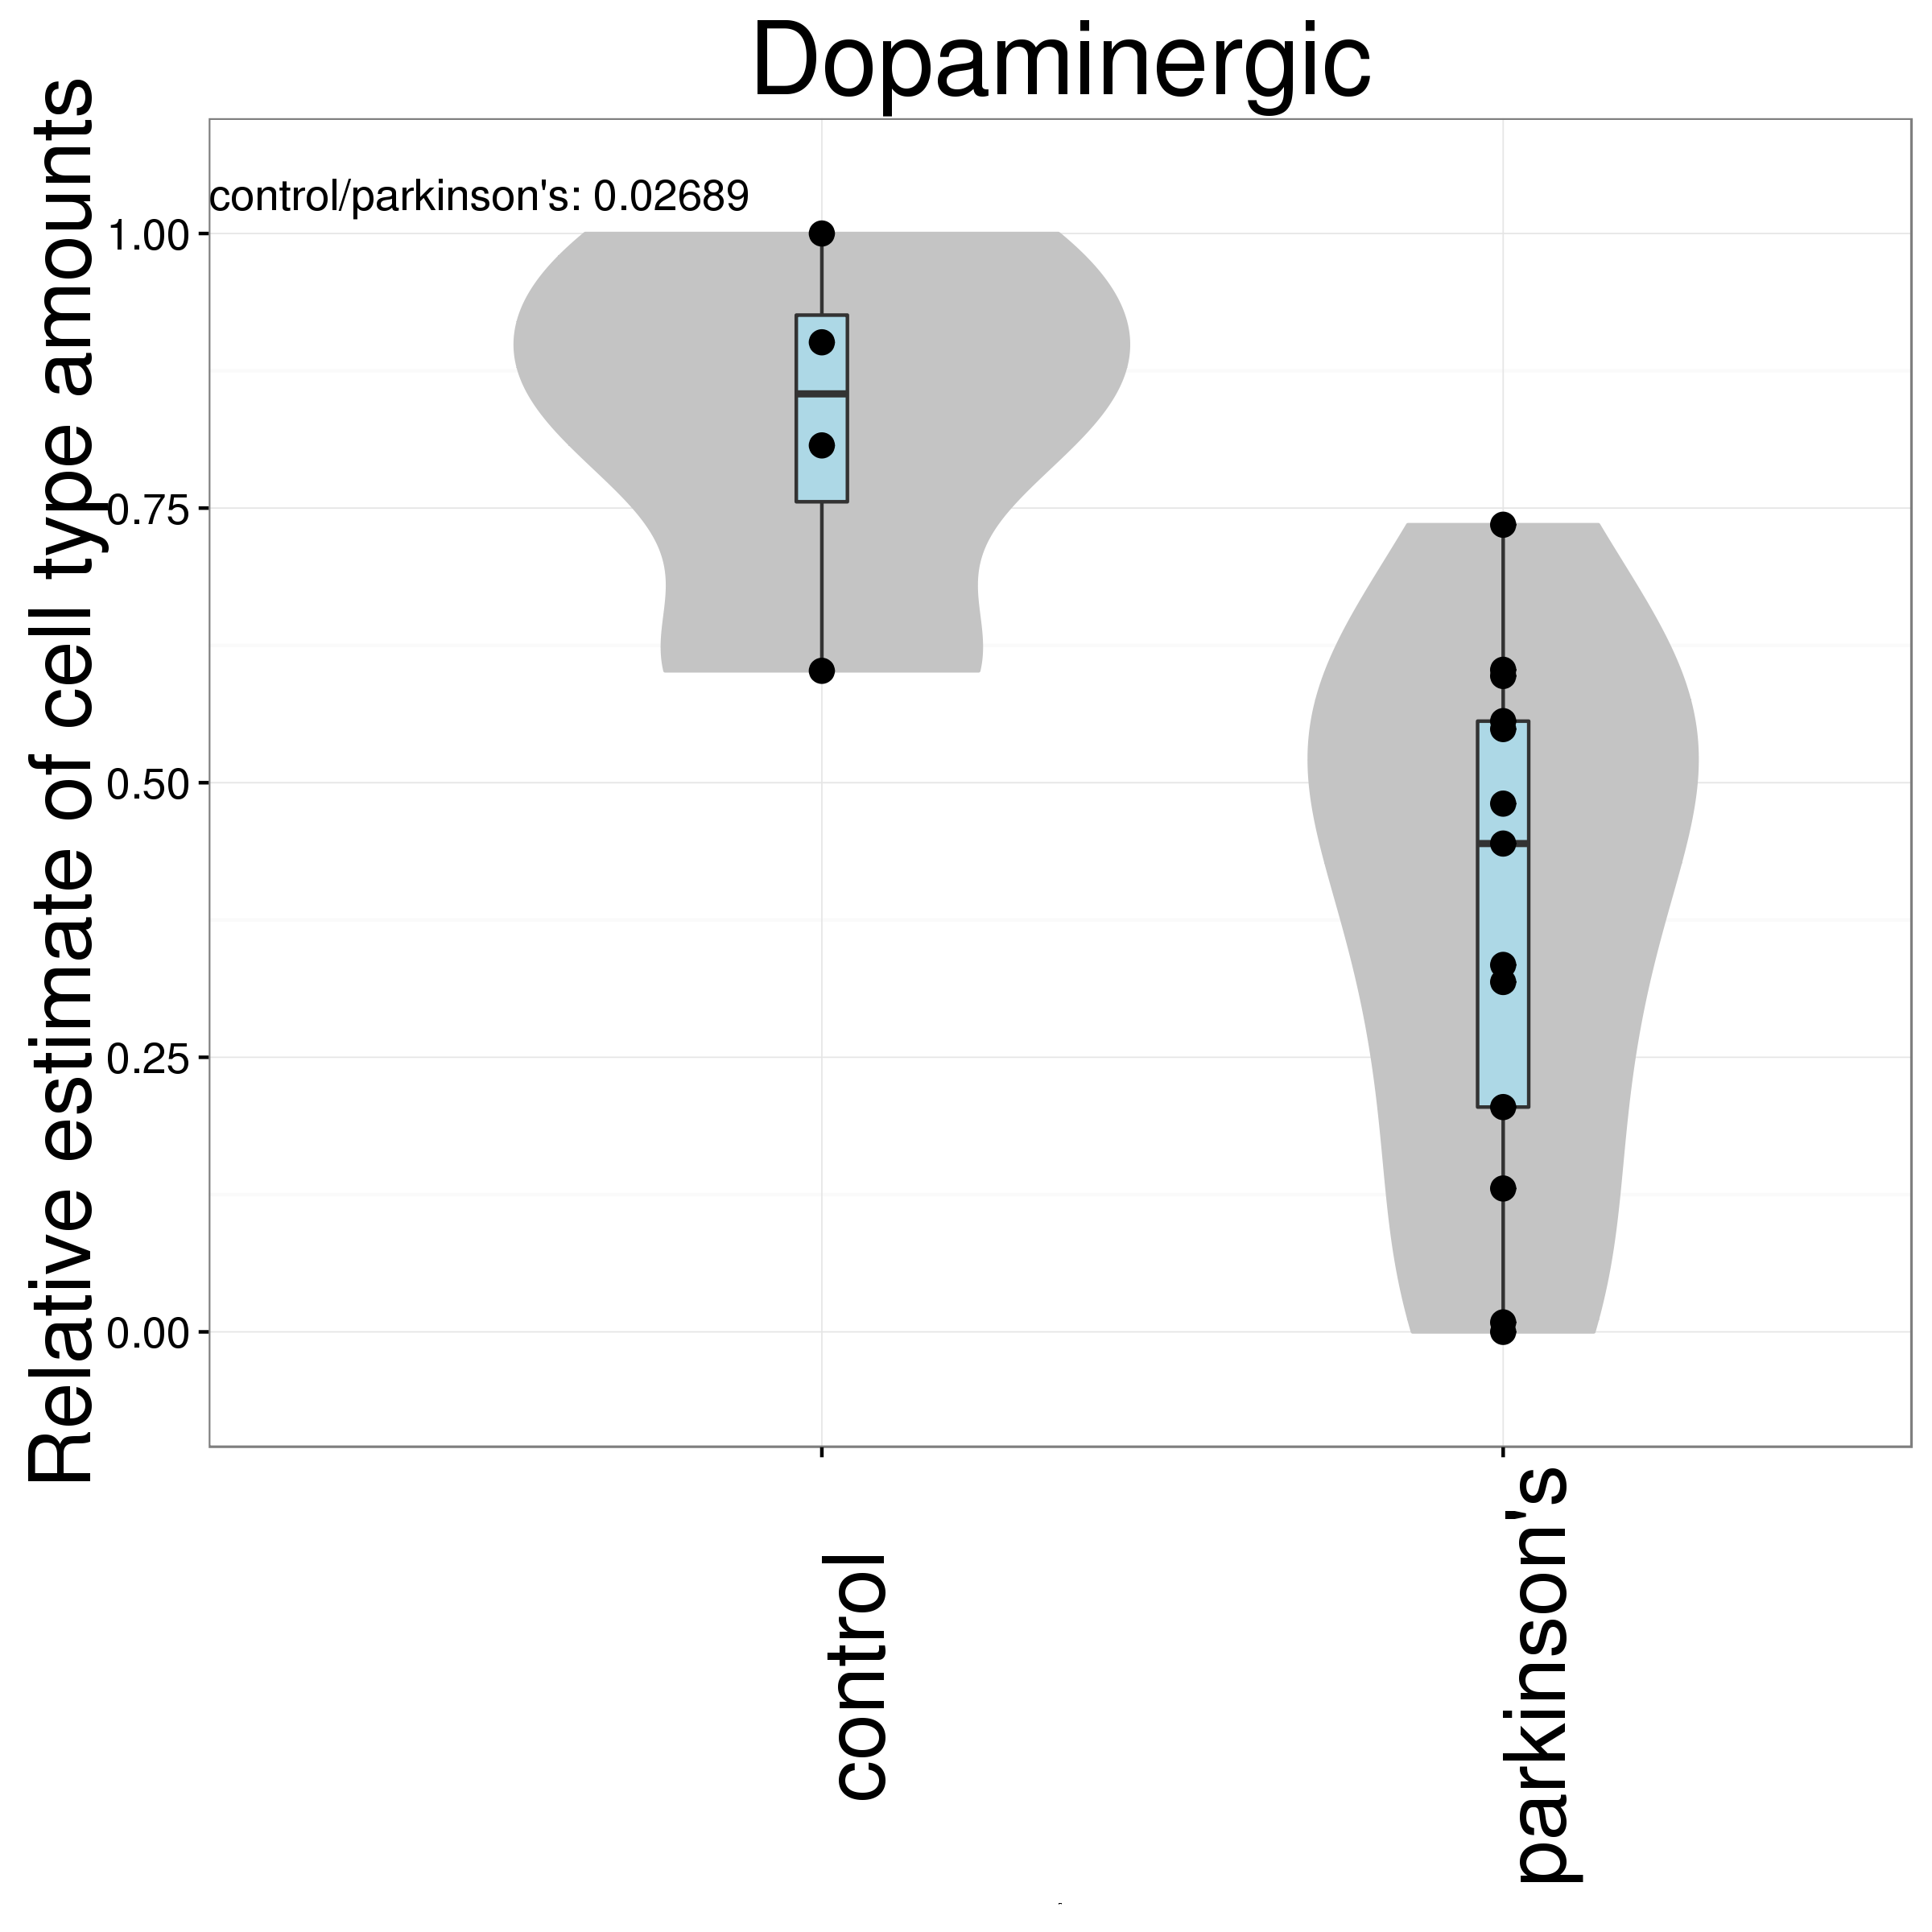 Dopaminergic
control/parkinson's: 0.02689
Relative estimate of cell type amounts
1.00
0.75
0.50
0.25
0.00
control
parkinson's